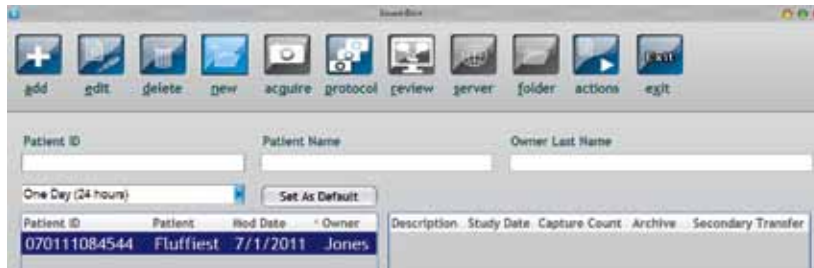 add edit delete new acquire protocol review server folder actions exit
Patient ID Patient Name Owner Last Name
One Day (24 hours) Set As Default
Patient ID Patient Mod Date Owner Description Study Date Capture Count Archive Secondary Transfer
070111084544 Fluffiest 7/1/2011 Jones